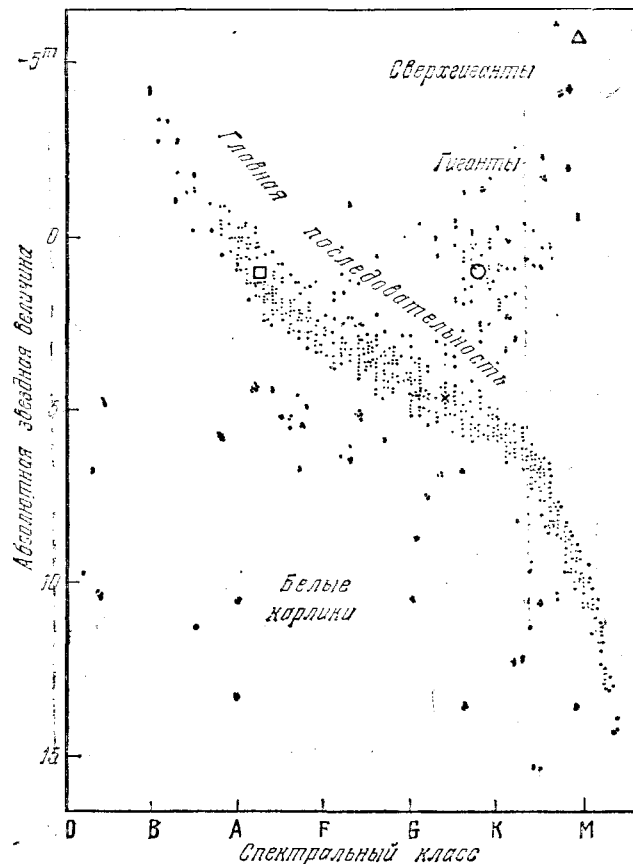 -5ᵐ
Сверхгиганты
Главная
последовательность
Гиганты
0
5
10
15
Абсолютная звездная величина
Белые
карлики
O B A F G K M
Спектральный класс